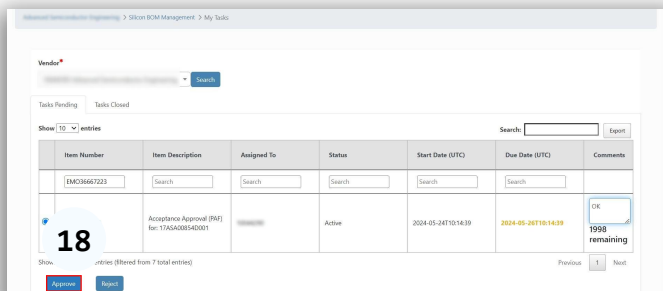 > Silicon BOM Management > My Tasks
Vendor*
Search
Tasks Pending Tasks Closed
Show 10 entries Search: Export
Item Number Item Description Assigned To Status Start Date (UTC) Due Date (UTC) Comments
EMO36667223 Search Search Search Search Search
OK
Acceptance Approval (PAF)
for: 17ASA00854D001
Active 2024-05-24T10:14:39 2024-05-26T10:14:39
1998
remaining
18
Show entries (filtered from 7 total entries) Previous 1 Next
Approve Reject